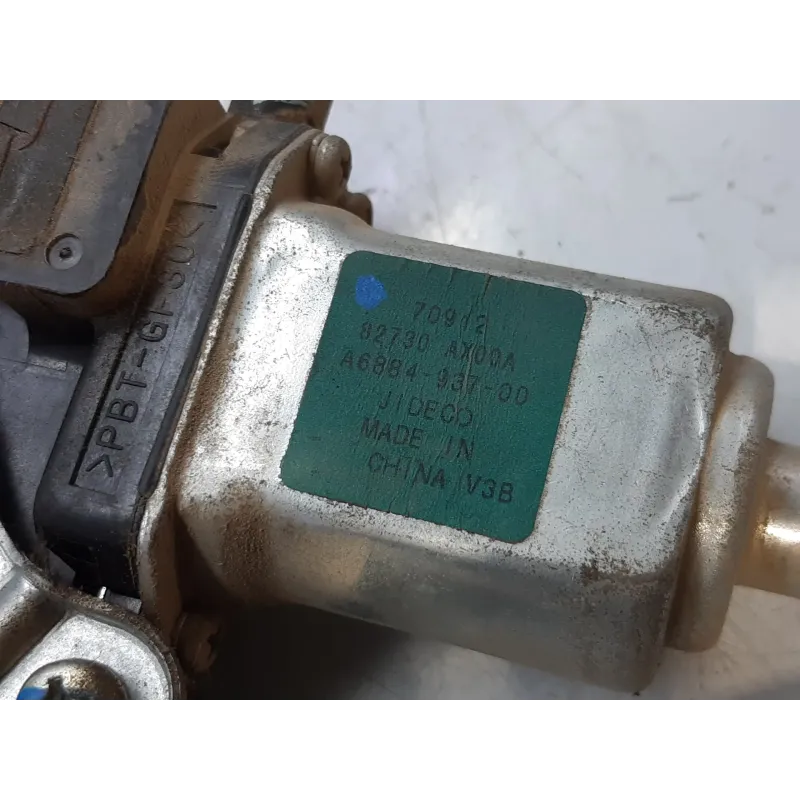 70912
82730 AX00A
A6884-937-00
JIDECO
MADE IN
CHINA V3B
>PBT-GF30<